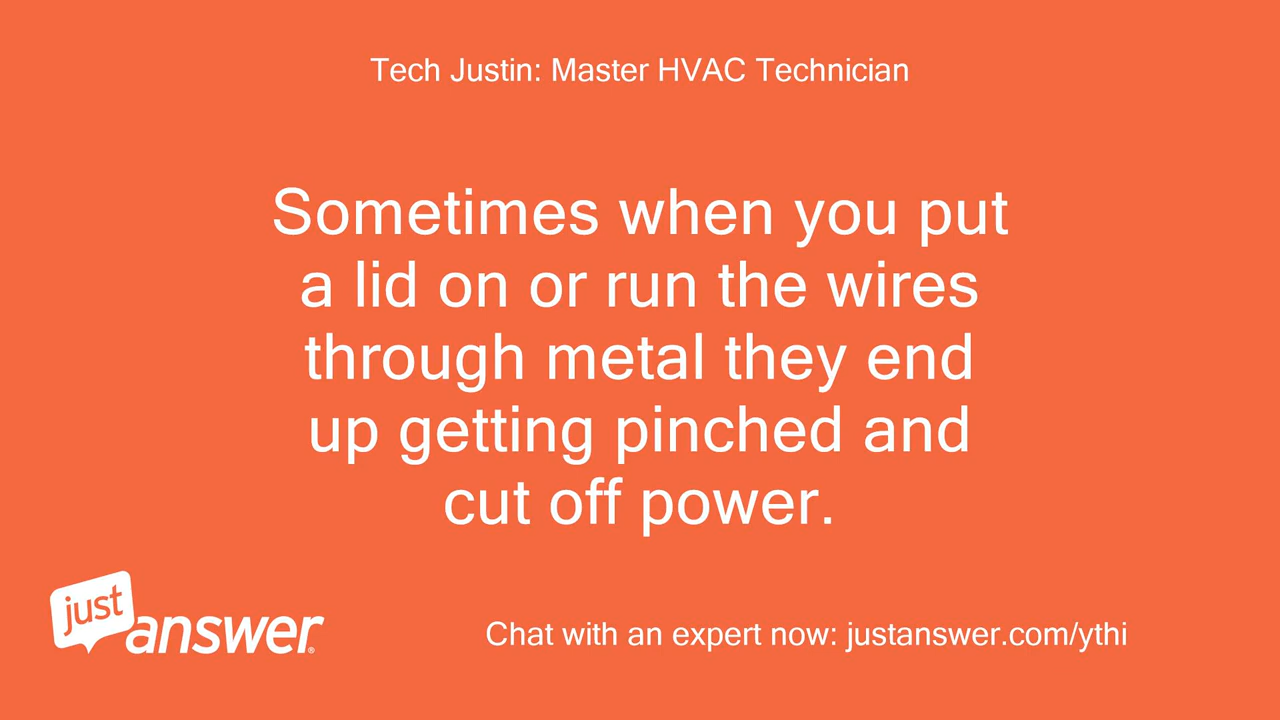 Tech Justin: Master HVAC Technician
Sometimes when you put
a lid on or run the wires
through metal they end
up getting pinched and
cut off power.
just
answer®
Chat with an expert now: justanswer.com/ythi